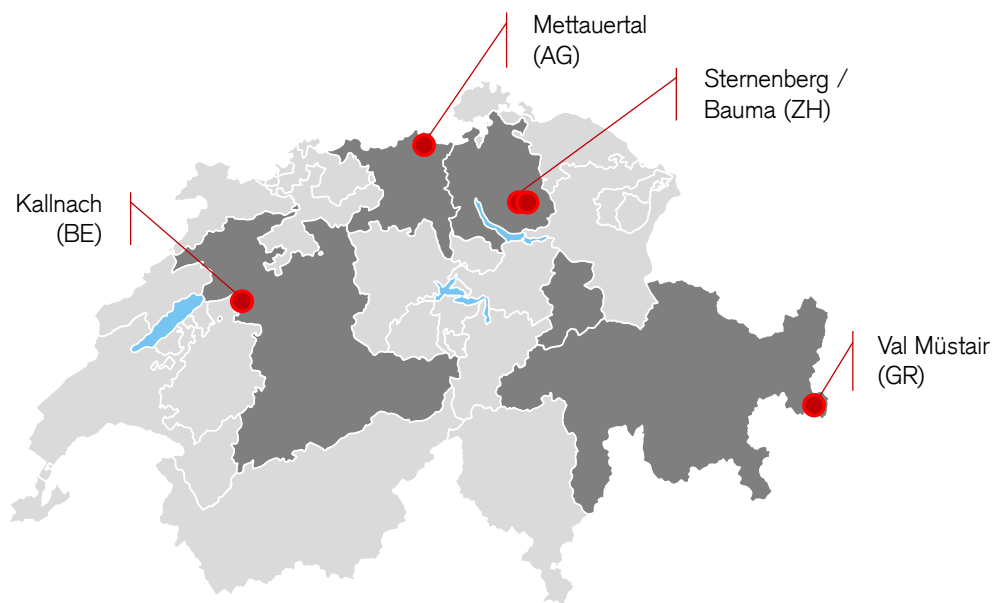 Mettauertal
(AG)
Sternenberg /
Bauma (ZH)
Kallnach
(BE)
Val Müstair
(GR)